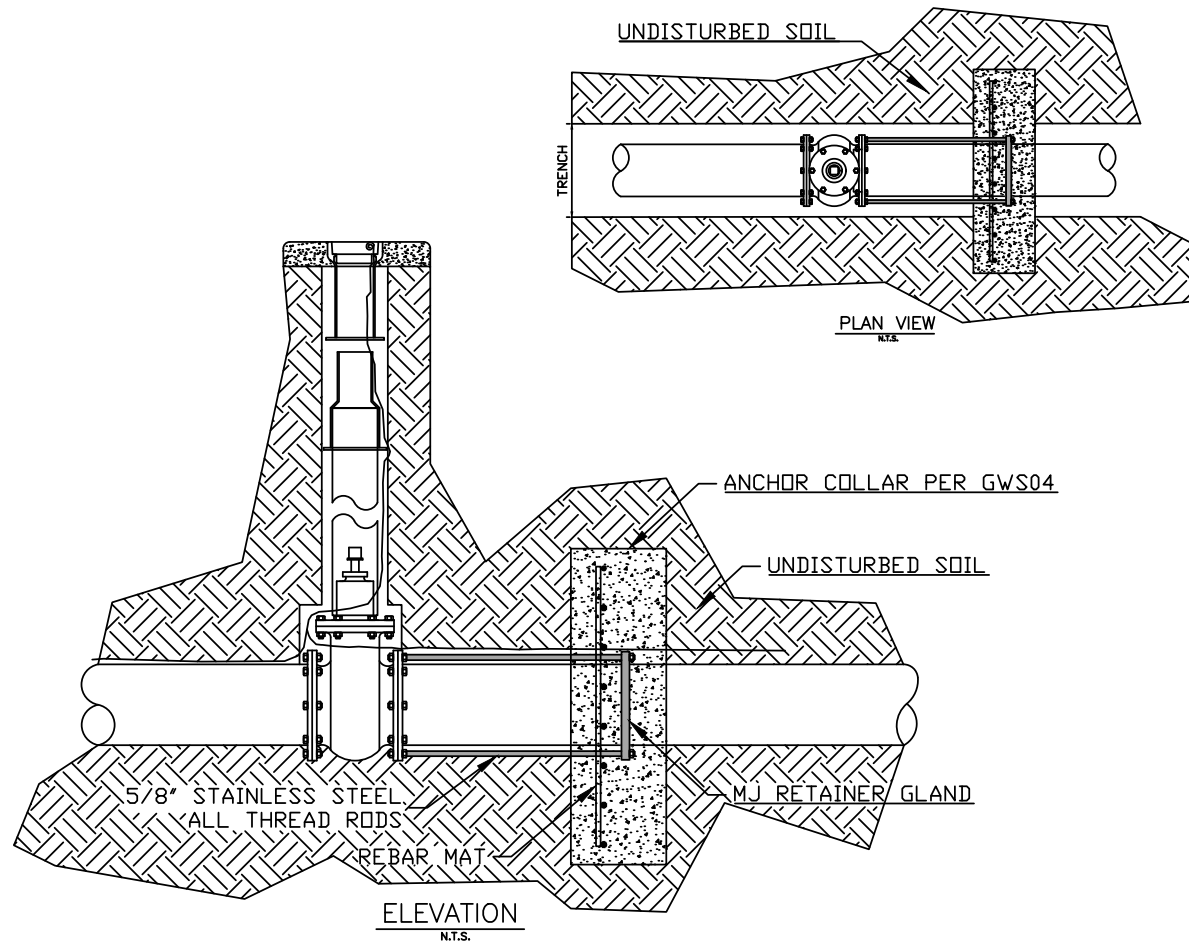 UNDISTURBED SOIL
TRENCH
PLAN VIEW
N.T.S.
ANCHOR COLLAR PER GWS04
UNDISTURBED SOIL
5/8" STAINLESS STEEL
ALL THREAD RODS
MJ RETAINER GLAND
REBAR MAT
ELEVATION
N.T.S.